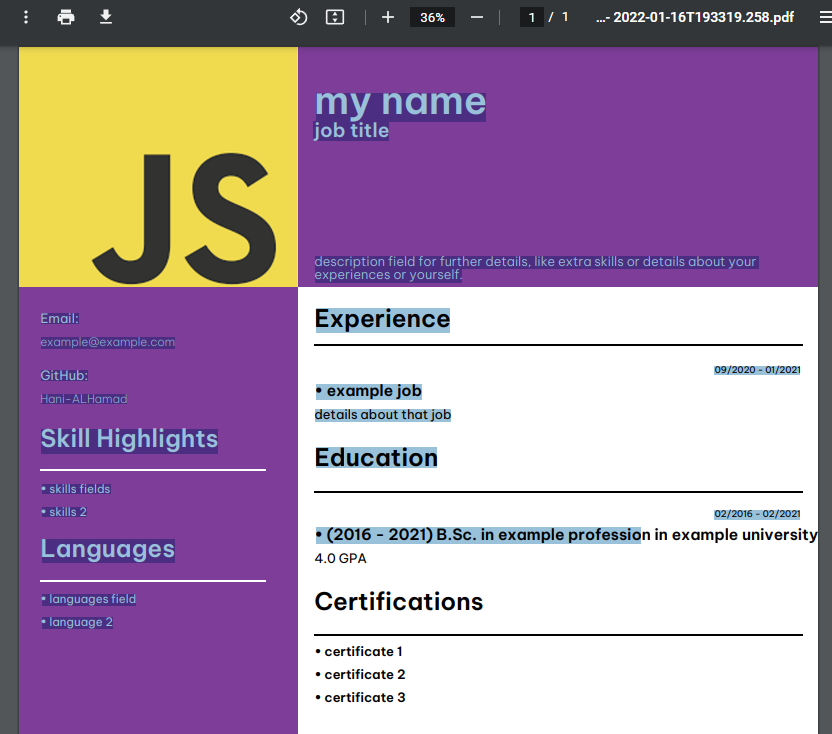 36%
1 / 1
...- 2022-01-16T193319.258.pdf
JS
my name
job title
description field for further details, like extra skills or details about your
experiences or yourself.
Email:
example@example.com
GitHub:
Hani-ALHamad
Skill Highlights
• skills fields
• skills 2
Languages
• languages field
• language 2
Experience
09/2020 - 01/2021
• example job
details about that job
Education
02/2016 - 02/2021
• (2016 - 2021) B.Sc. in example profession in example university
4.0 GPA
Certifications
• certificate 1
• certificate 2
• certificate 3